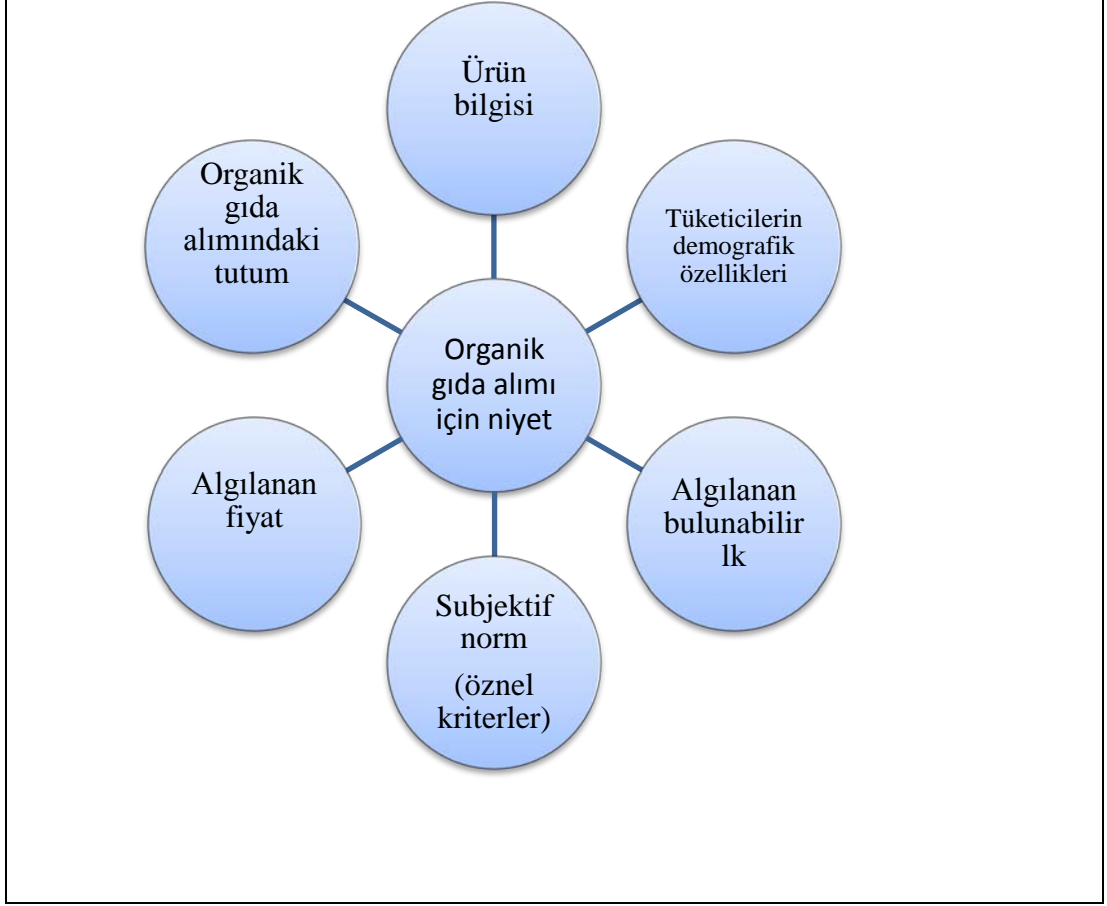 Ürün
bilgisi
Organik
gıda
alımındaki
tutum
Tüketicilerin
demografik
özellikleri
Organik
gıda alımı
için niyet
Algılanan
fiyat
Algılanan
bulunabilir
lk
Subjektif
norm
(öznel
kriterler)